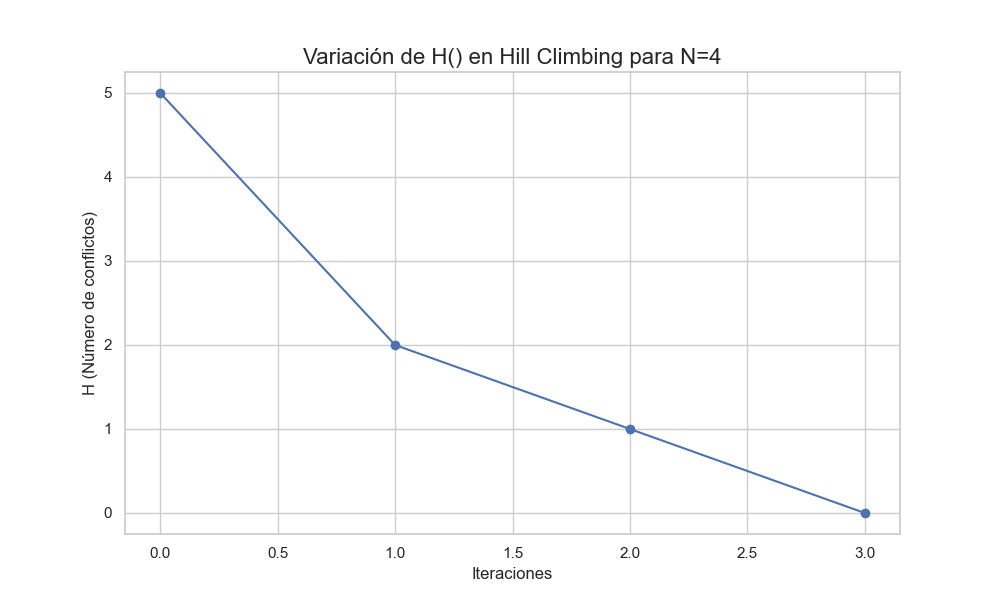 Variación de H() en Hill Climbing para N=4
5
4
3
2
1
0
H (Número de conflictos)
0.0 0.5 1.0 1.5 2.0 2.5 3.0
Iteraciones